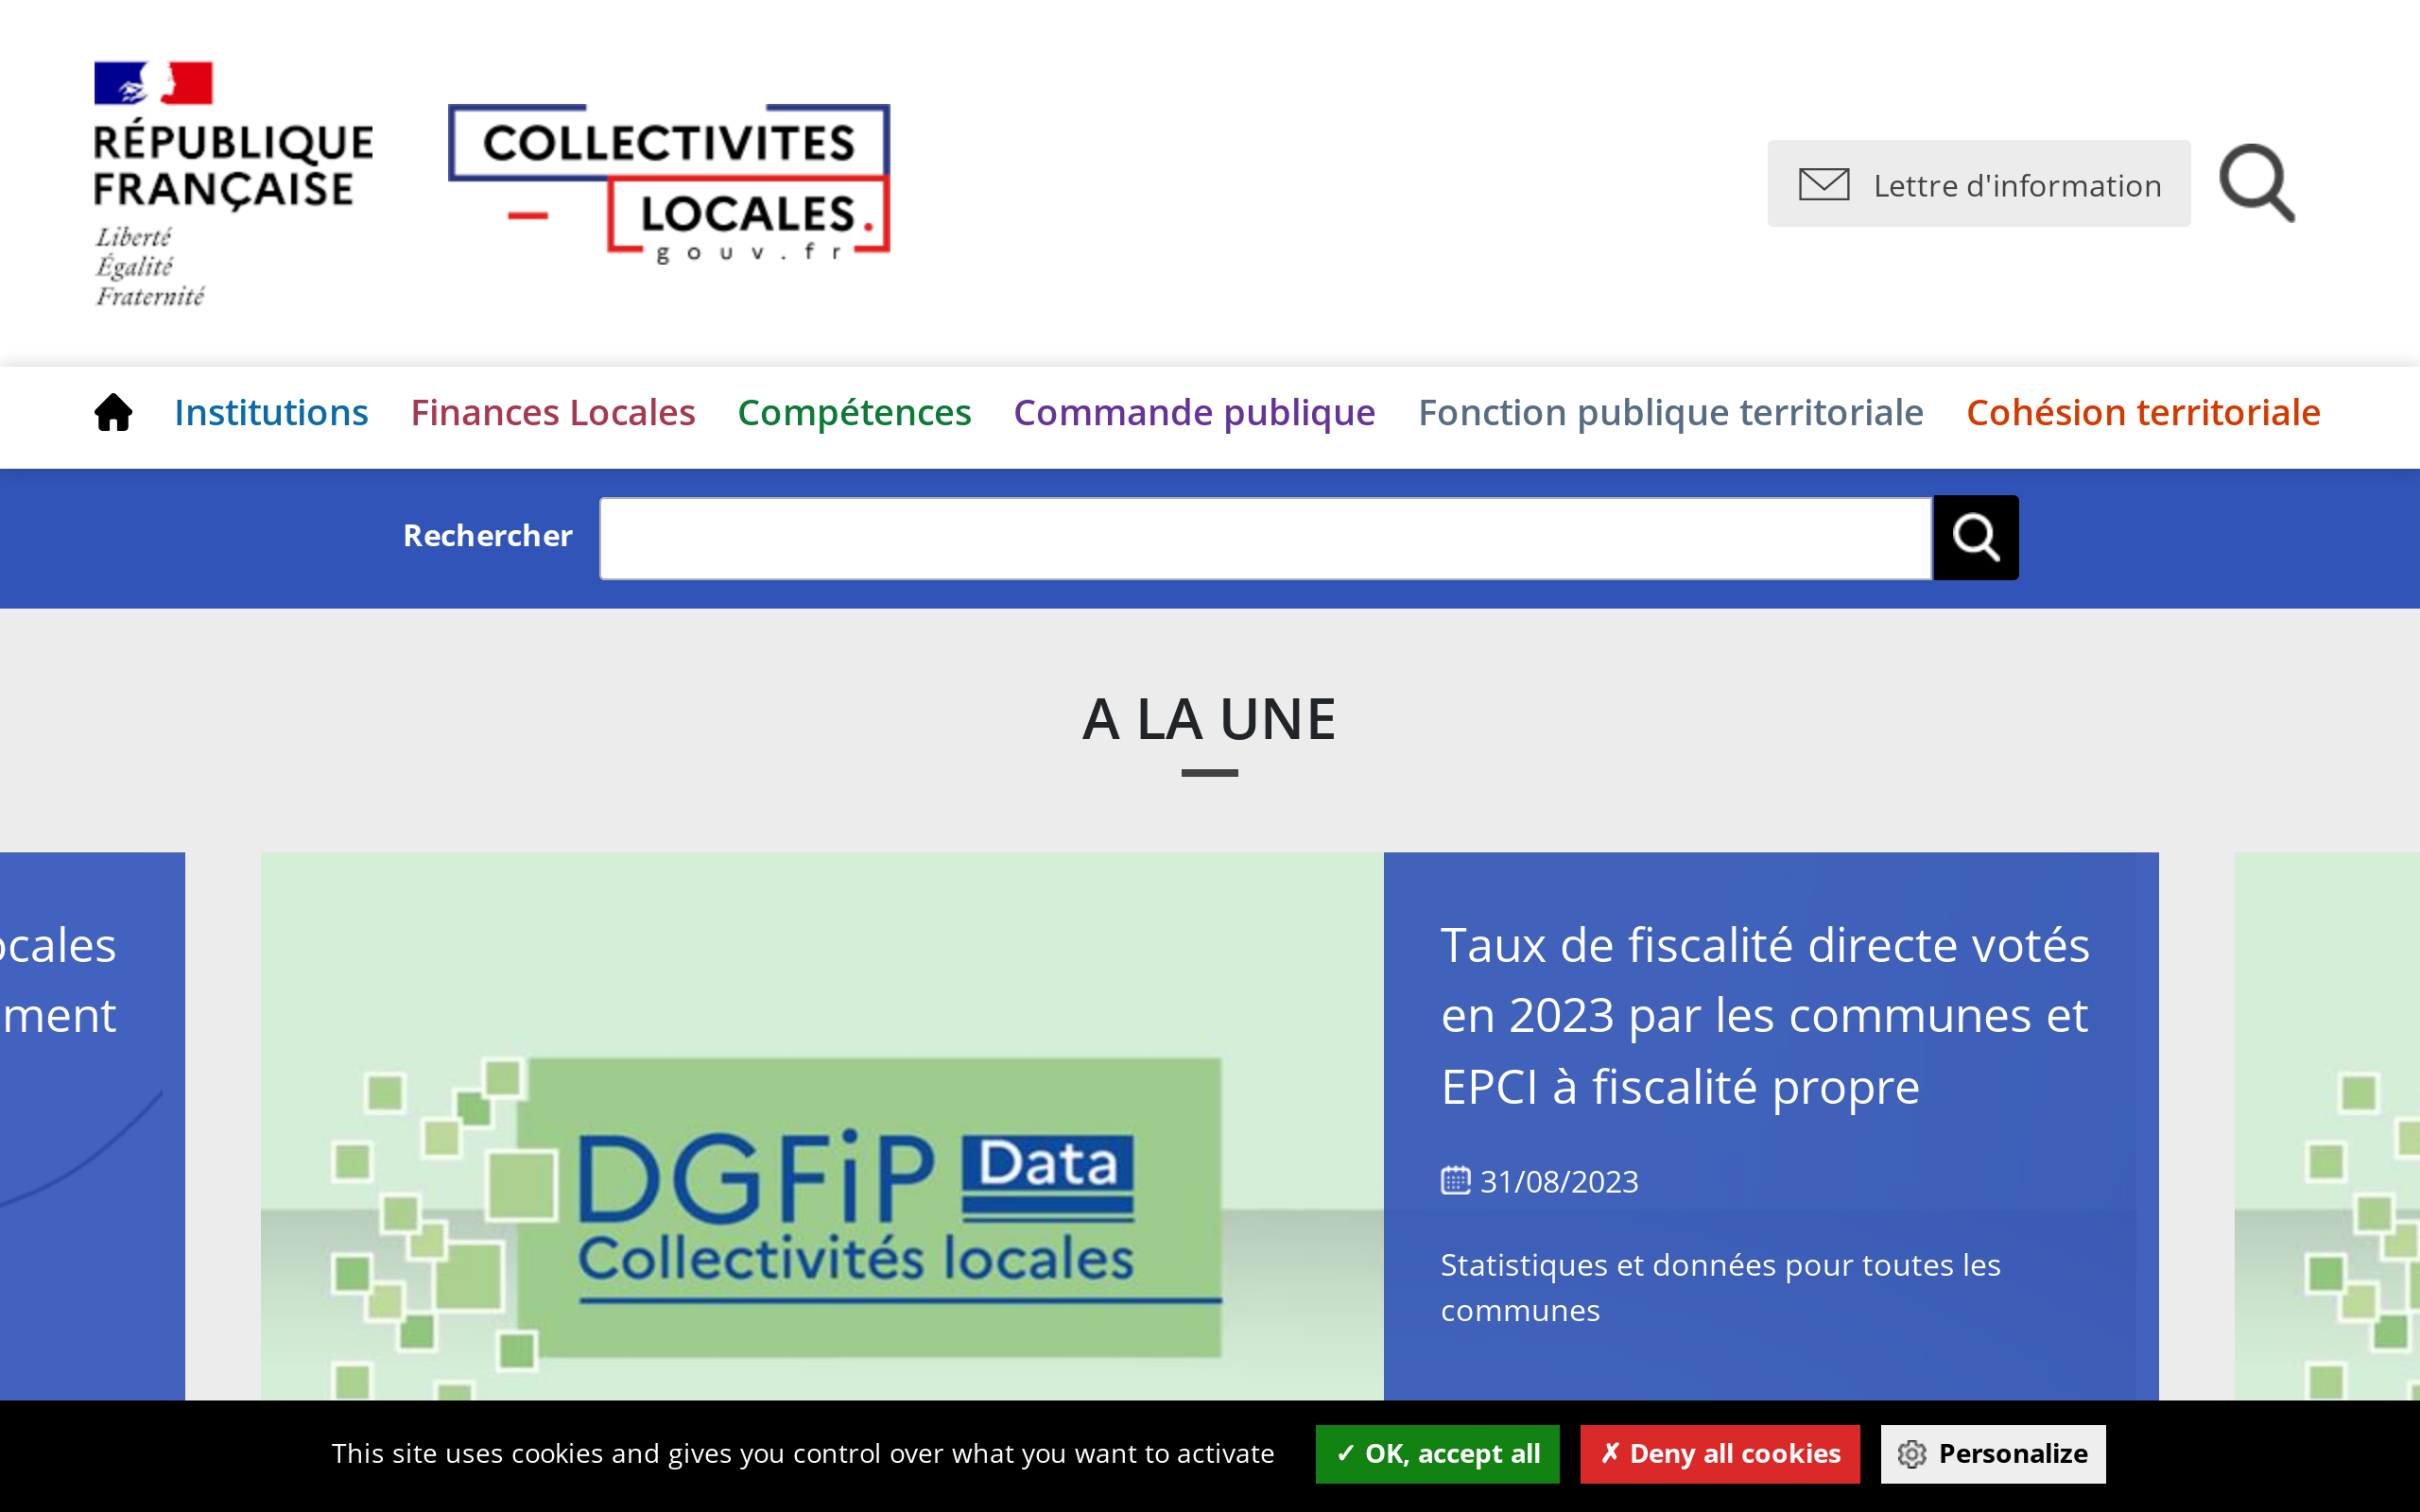 RÉPUBLIQUE
FRANÇAISE
Liberté
Égalité
Fraternité
COLLECTIVITES
LOCALES.
gouv.fr
Lettre d'information
Institutions
Finances Locales
Compétences
Commande publique
Fonction publique territoriale
Cohésion territoriale
Rechercher
A LA UNE
Taux de fiscalité directe votés
en 2023 par les communes et
EPCI à fiscalité propre
31/08/2023
Statistiques et données pour toutes les
communes
DGFiP Data
Collectivités locales
This site uses cookies and gives you control over what you want to activate
✓ OK, accept all
✗ Deny all cookies
Personalize